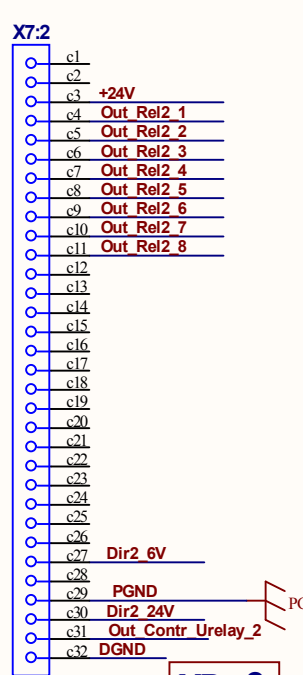 X7:2
c1
c2
c3 +24V
c4 Out_Rel2_1
c5 Out_Rel2_2
c6 Out_Rel2_3
c7 Out_Rel2_4
c8 Out_Rel2_5
c9 Out_Rel2_6
c10 Out_Rel2_7
c11 Out_Rel2_8
c12
c13
c14
c15
c16
c17
c18
c19
c20
c21
c22
c23
c24
c25
c26
c27 Dir2_6V
c28
c29 PGND
c30 Dir2_24V
c31 Out_Contr_Urelay_2
c32 DGND